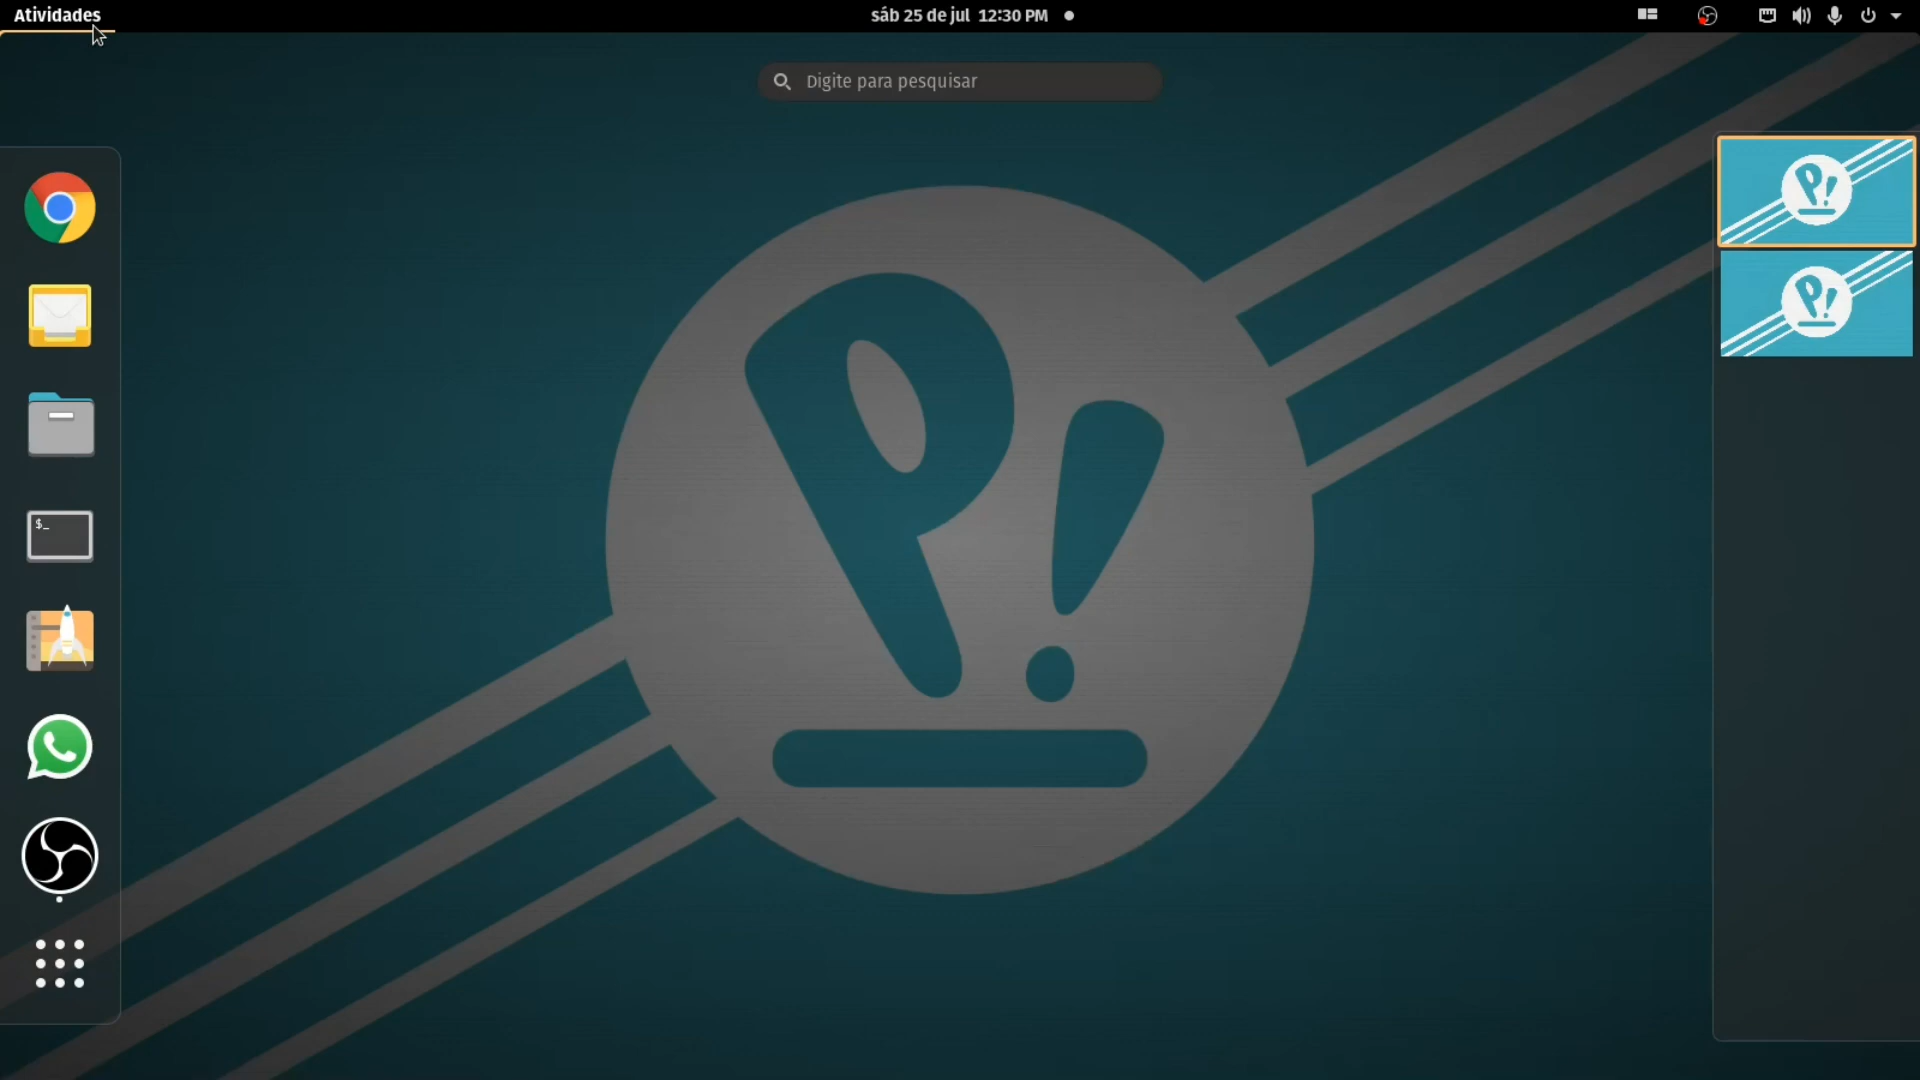 Atividades
sáb 25 de jul 12:30 PM
Digite para pesquisar
P!
P!
P!
$_